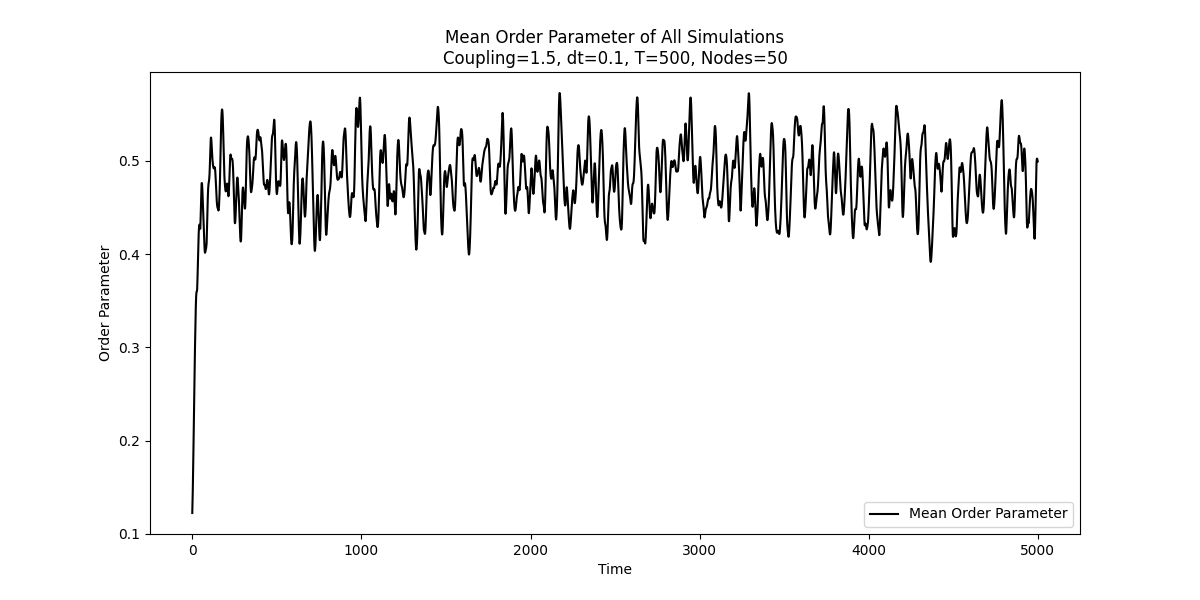 Mean Order Parameter of All Simulations
Coupling=1.5, dt=0.1, T=500, Nodes=50
Order Parameter
0.5
0.4
0.3
0.2
0.1
Mean Order Parameter
0 1000 2000 3000 4000 5000
Time